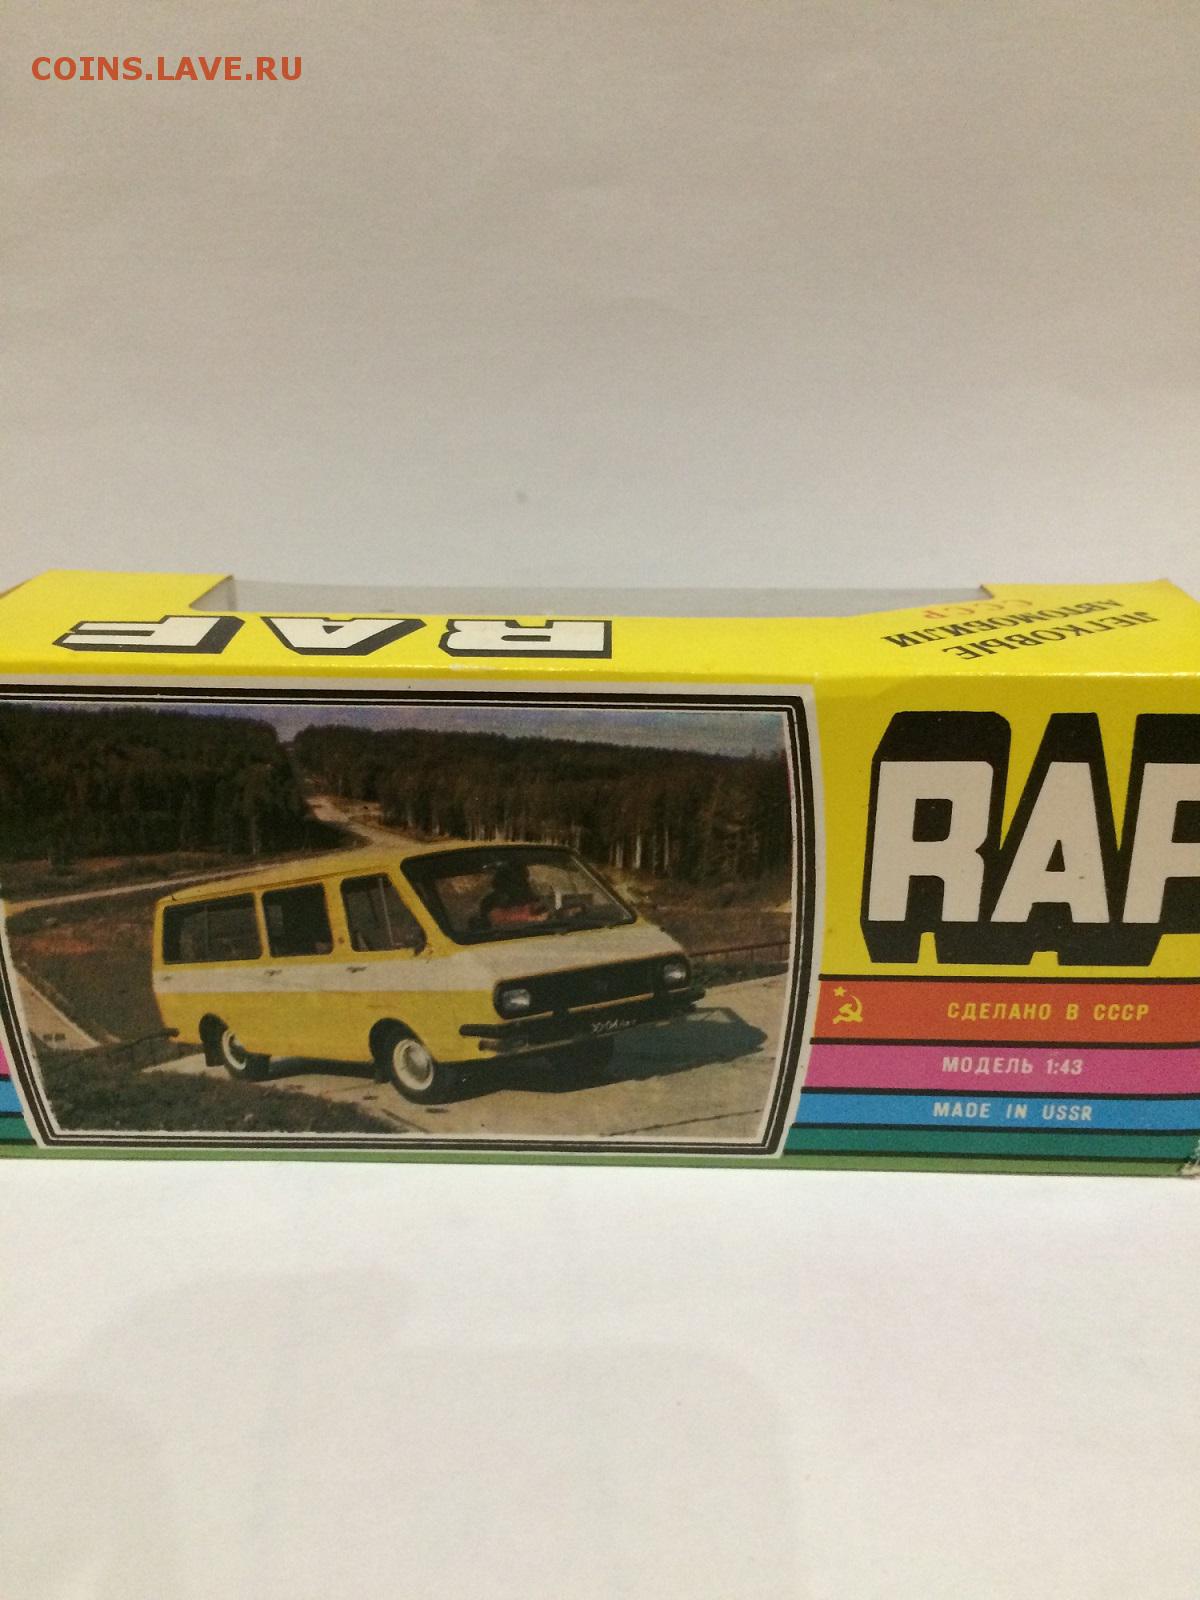 COINS.LAVE.RU
RAF
ЛЕГКОВЫЕ
АВТОМОБИЛИ
СССР
RAF
СДЕЛАНО В СССР
МОДЕЛЬ 1:43
MADE IN USSR